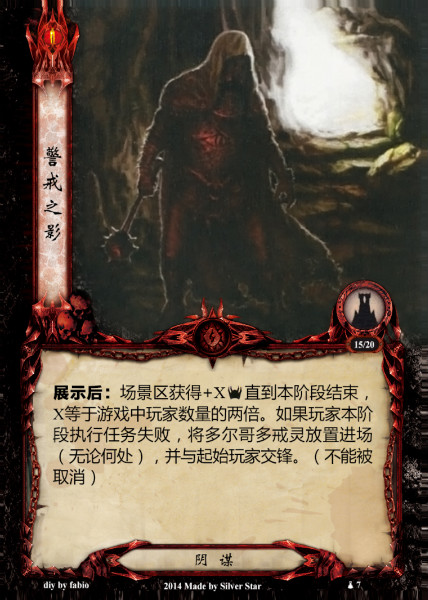 警戒之影
15/20
展示后：场景区获得+X直到本阶段结束，
X等于游戏中玩家数量的两倍。如果玩家本阶
段执行任务失败，将多尔哥多戒灵放置进场
（无论何处），并与起始玩家交锋。（不能被
取消）
阴谋
diy by fabio
2014 Made by Silver Star
7